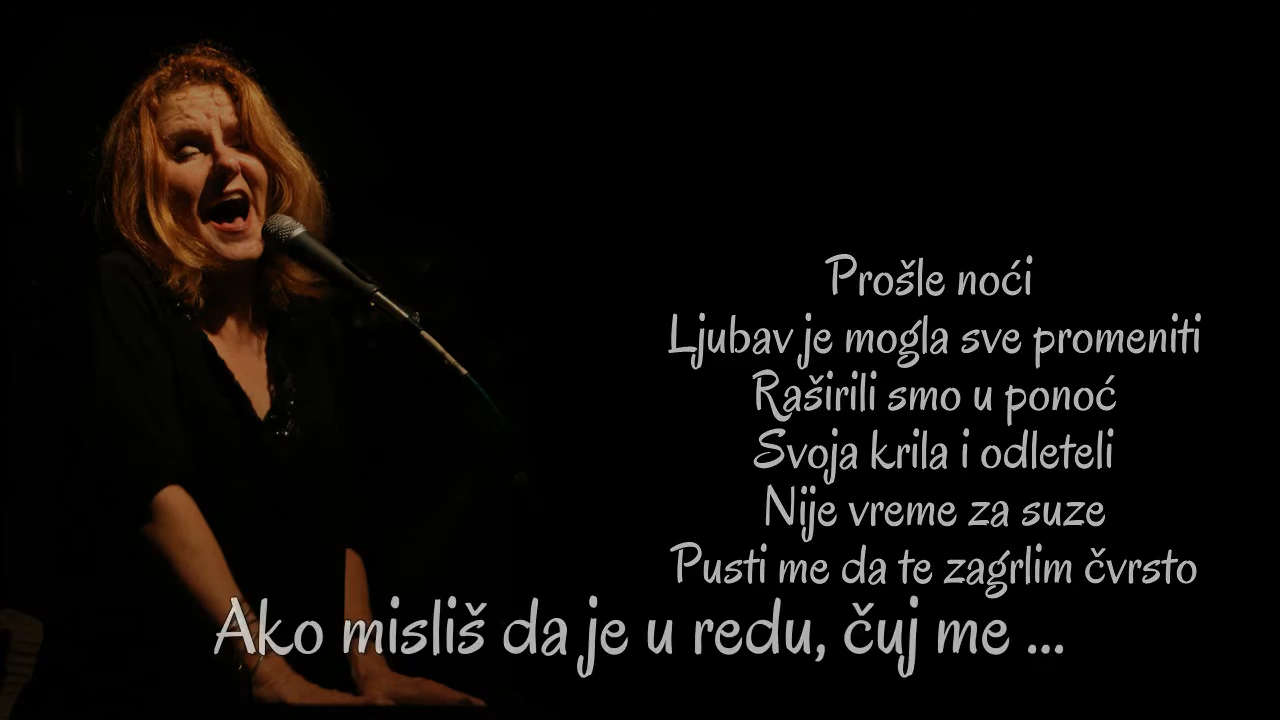 Prošle noći
Ljubav je mogla sve promeniti
Raširili smo u ponoć
Svoja krila i odleteli
Nije vreme za suze
Pusti me da te zagrlim čvrsto
Ako misliš da je u redu, čuj me ...